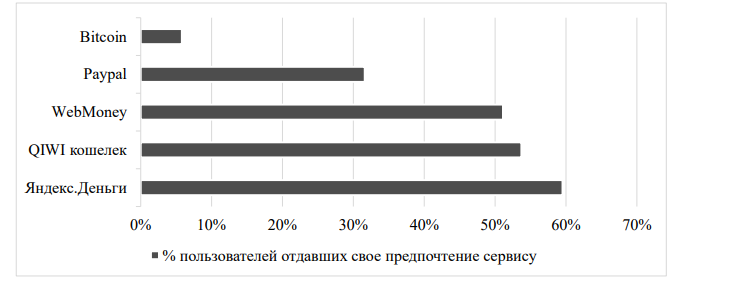 Bitcoin
Paypal
WebMoney
QIWI кошелек
Яндекс.Деньги
0% 10% 20% 30% 40% 50% 60% 70%
% пользователей отдавших свое предпочтение сервису